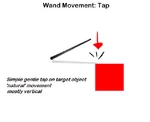 Wand Movement: Tap
Simple gentle tap on target object
'natural' movement
mostly vertical